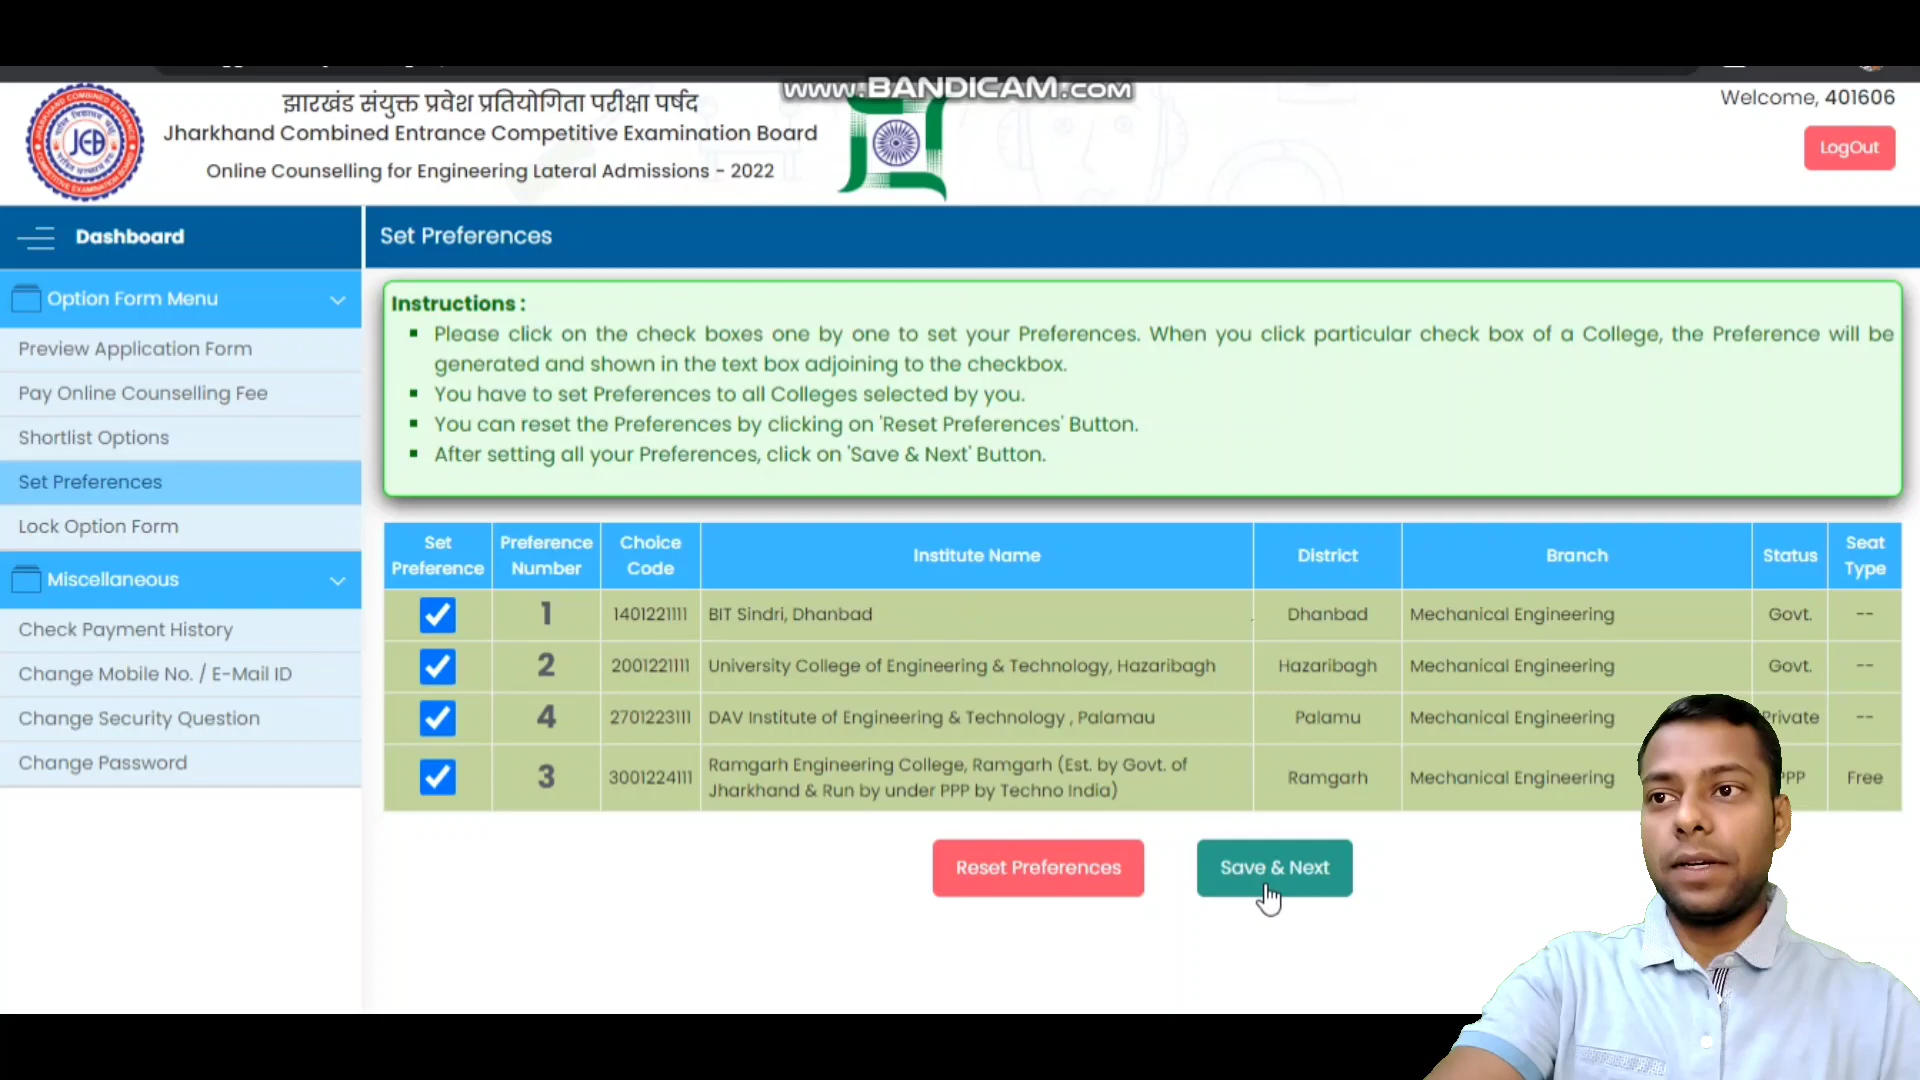 www.BANDICAM.com
झारखंड संयुक्त प्रवेश प्रतियोगिता परीक्षा पर्षद
Jharkhand Combined Entrance Competitive Examination Board
Online Counselling for Engineering Lateral Admissions - 2022
JCEB
Welcome, 401606
LogOut
Dashboard
Set Preferences
Option Form Menu
Preview Application Form
Pay Online Counselling Fee
Shortlist Options
Set Preferences
Lock Option Form
Miscellaneous
Check Payment History
Change Mobile No. / E-Mail ID
Change Security Question
Change Password
Instructions :
Please click on the check boxes one by one to set your Preferences. When you click particular check box of a College, the Preference will be
generated and shown in the text box adjoining to the checkbox.
You have to set Preferences to all Colleges selected by you.
You can reset the Preferences by clicking on 'Reset Preferences' Button.
After setting all your Preferences, click on 'Save & Next' Button.
Set Preference Preference Number Choice Code Institute Name District Branch Status Seat Type
1 1401221111 BIT Sindri, Dhanbad Dhanbad Mechanical Engineering Govt. --
2 2001221111 University College of Engineering & Technology, Hazaribagh Hazaribagh Mechanical Engineering Govt. --
4 2701223111 DAV Institute of Engineering & Technology , Palamau Palamu Mechanical Engineering Private --
3 3001224111 Ramgarh Engineering College, Ramgarh (Est. by Govt. of Jharkhand & Run by under PPP by Techno India) Ramgarh Mechanical Engineering PPP Free
Reset Preferences
Save & Next